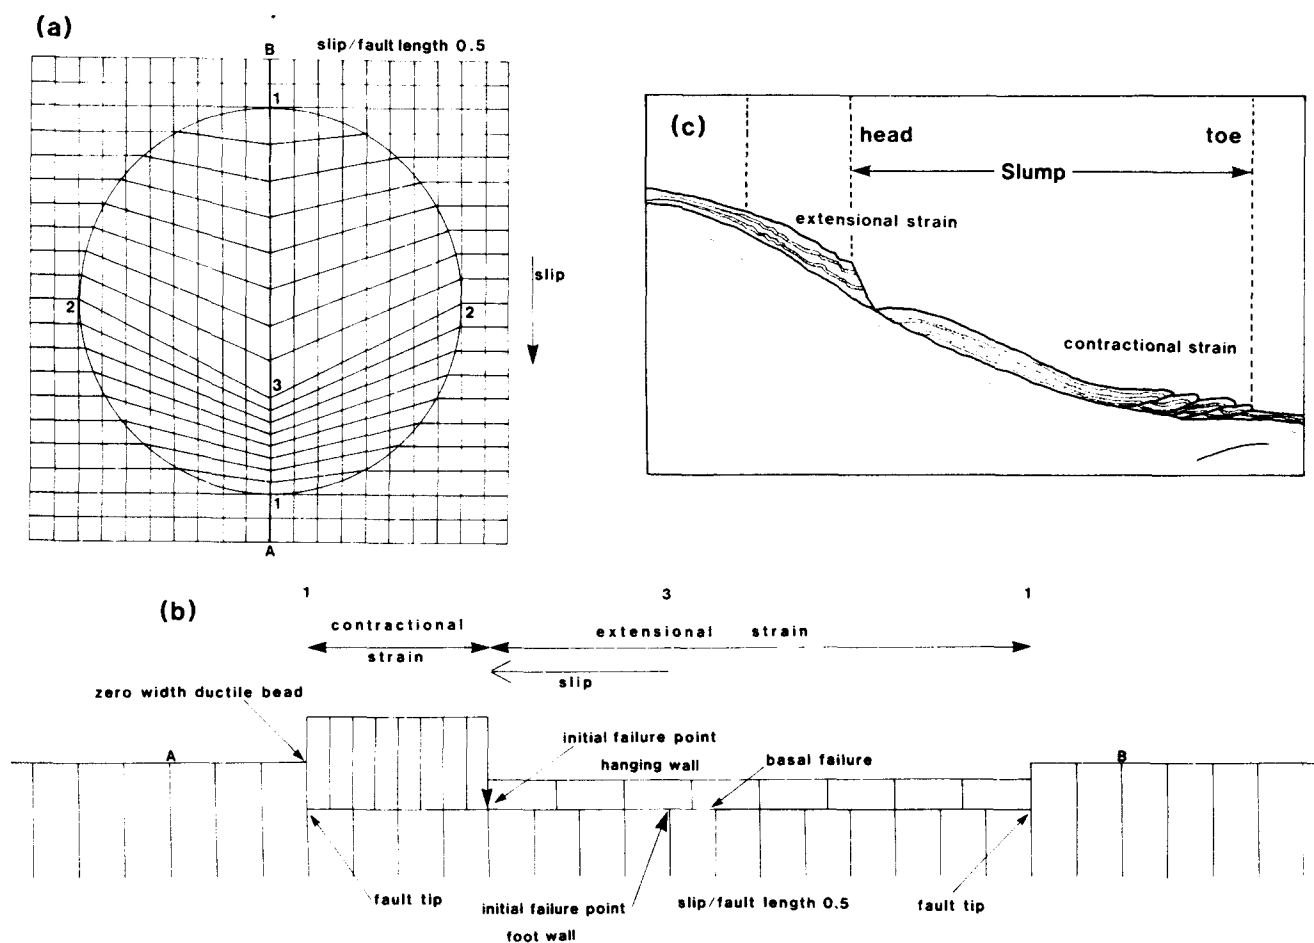 (a)
B
slip/fault length 0.5
1
slip
2
2
3
1
A
(c)
head
toe
Slump
extensional strain
contractional strain
(b)
1
3
1
contractional
strain
extensional strain
slip
zero width ductile bead
A
initial failure point
hanging wall
basal failure
B
fault tip
initial failure point
foot wall
slip/fault length 0.5
fault tip